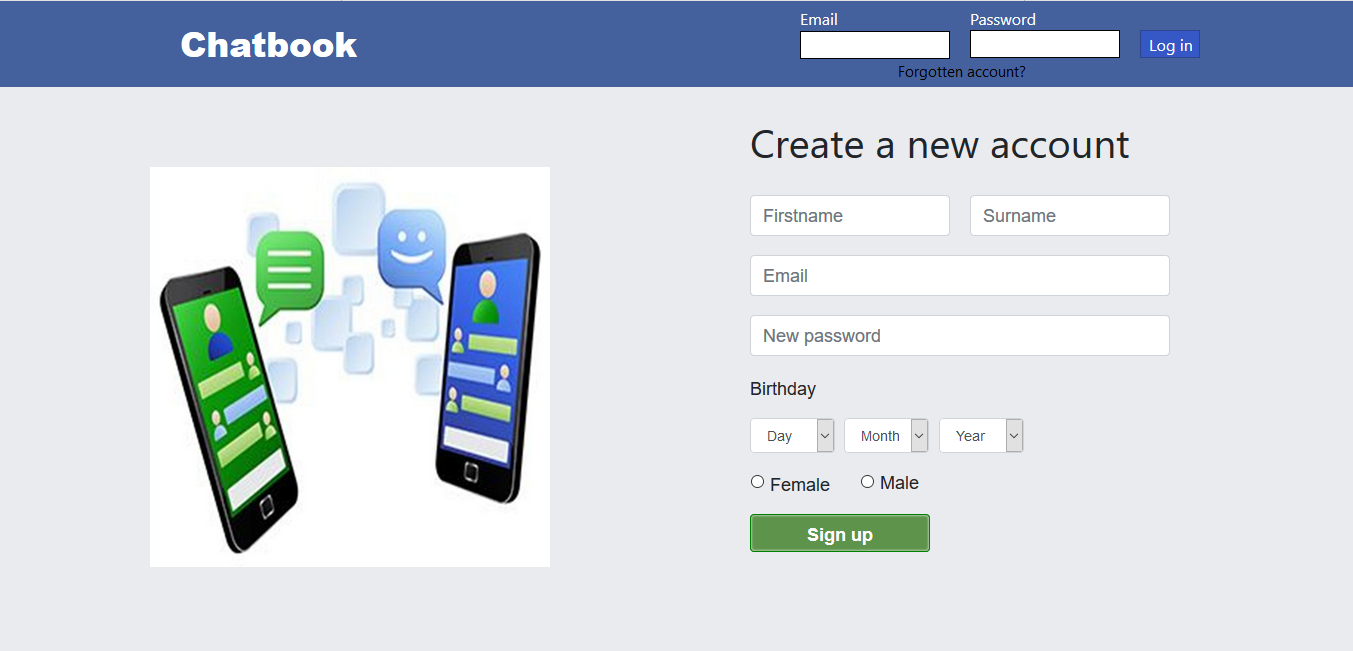 Chatbook
Email
Password
Log in
Forgotten account?
Create a new account
Firstname
Surname
Email
New password
Birthday
Day
Month
Year
Female
Male
Sign up